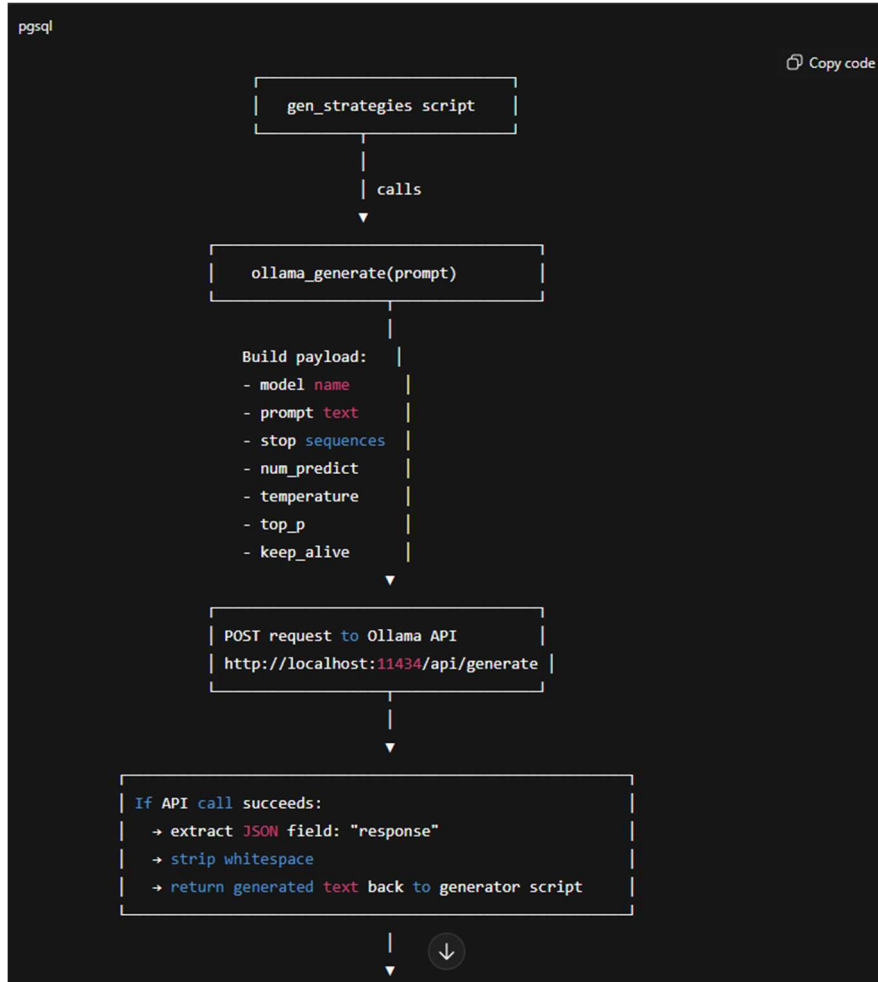 pgsql
Copy code
gen_strategies script
calls
ollama_generate(prompt)
Build payload:
- model name
- prompt text
- stop sequences
- num_predict
- temperature
- top_p
- keep_alive
POST request to Ollama API
http://localhost:11434/api/generate
If API call succeeds:
→ extract JSON field: "response"
→ strip whitespace
→ return generated text back to generator script